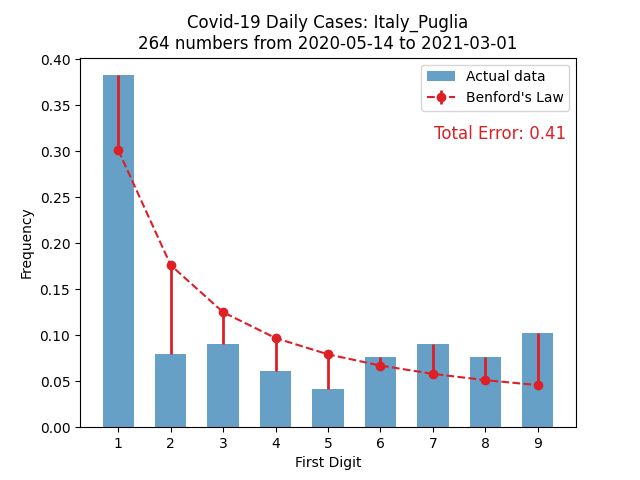 Covid-19 Daily Cases: Italy_Puglia
264 numbers from 2020-05-14 to 2021-03-01
Actual data
Benford's Law
Total Error: 0.41
Frequency
0.40
0.35
0.30
0.25
0.20
0.15
0.10
0.05
0.00
1 2 3 4 5 6 7 8 9
First Digit